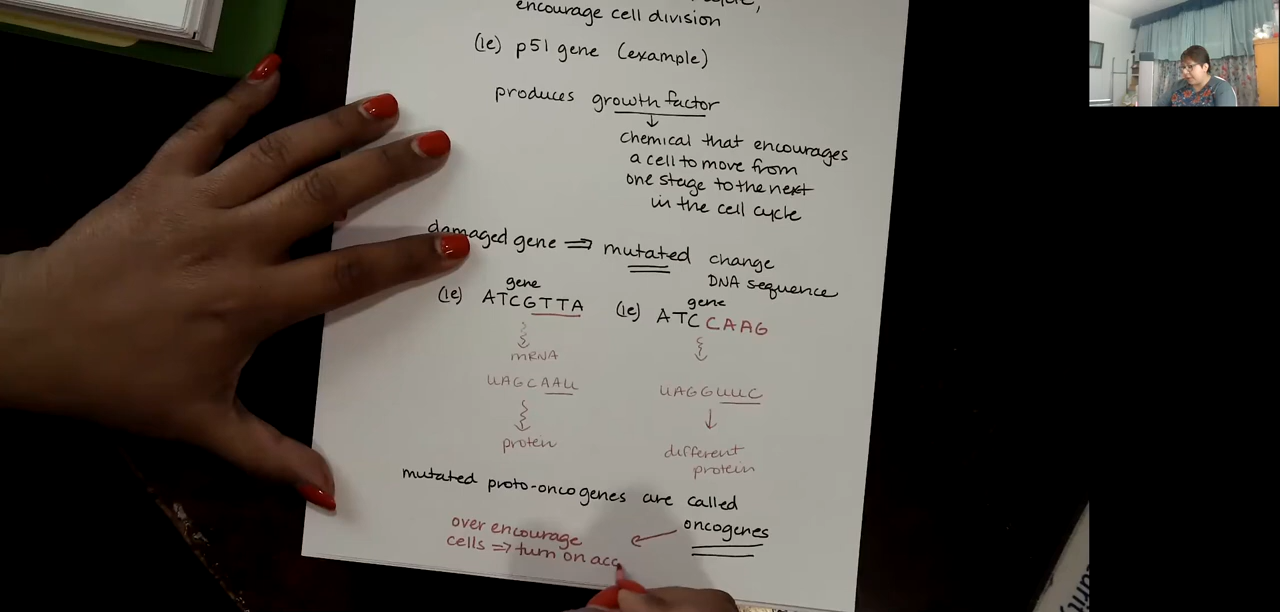 encourage cell division
(ie) p51 gene (example)
produces growth factor
chemical that encourages
a cell to move from
one stage to the next
in the cell cycle
damaged gene ⇒ mutated change
DNA sequence
(ie) gene
ATCGTTA
mRNA
UAGCAAU
protein
(ie) gene
ATCCAAG
UAGGUUC
different
protein
mutated proto-oncogenes are called
oncogenes
over encourage
cells ⇒ turn on acc